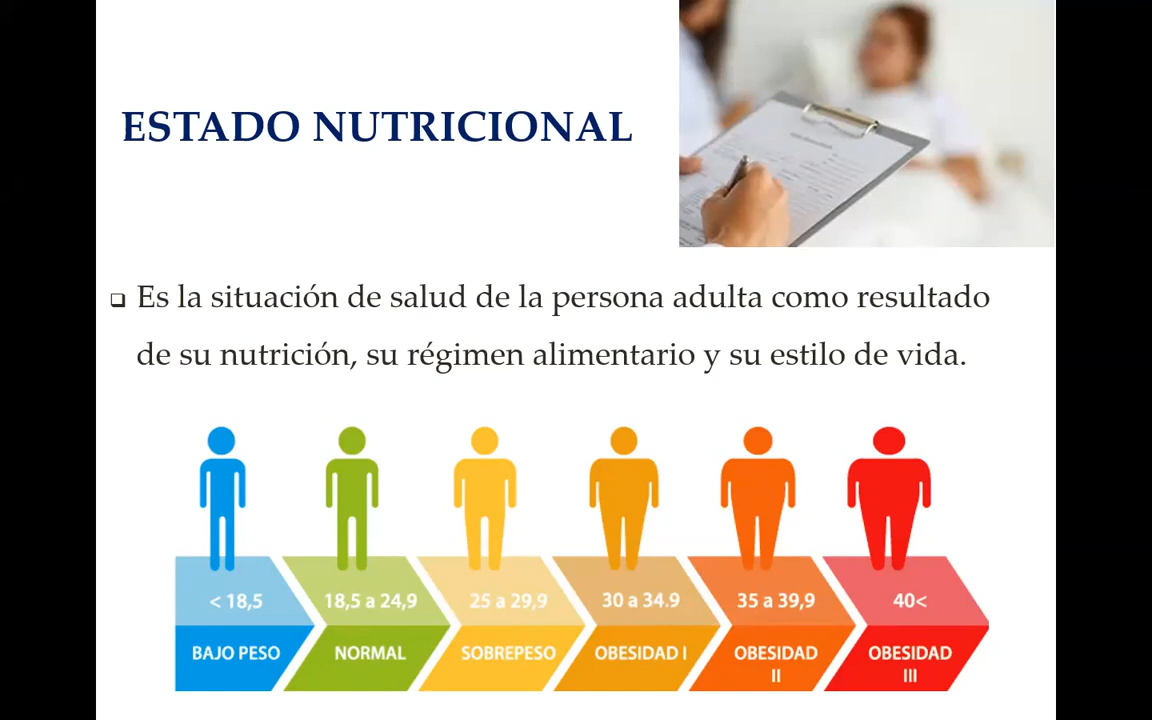 ESTADO NUTRICIONAL
Es la situación de salud de la persona adulta como resultado
de su nutrición, su régimen alimentario y su estilo de vida.
< 18,5
18,5 a 24,9
25 a 29,9
30 a 34.9
35 a 39,9
40<
BAJO PESO
NORMAL
SOBREPESO
OBESIDAD I
OBESIDAD
II
OBESIDAD
III